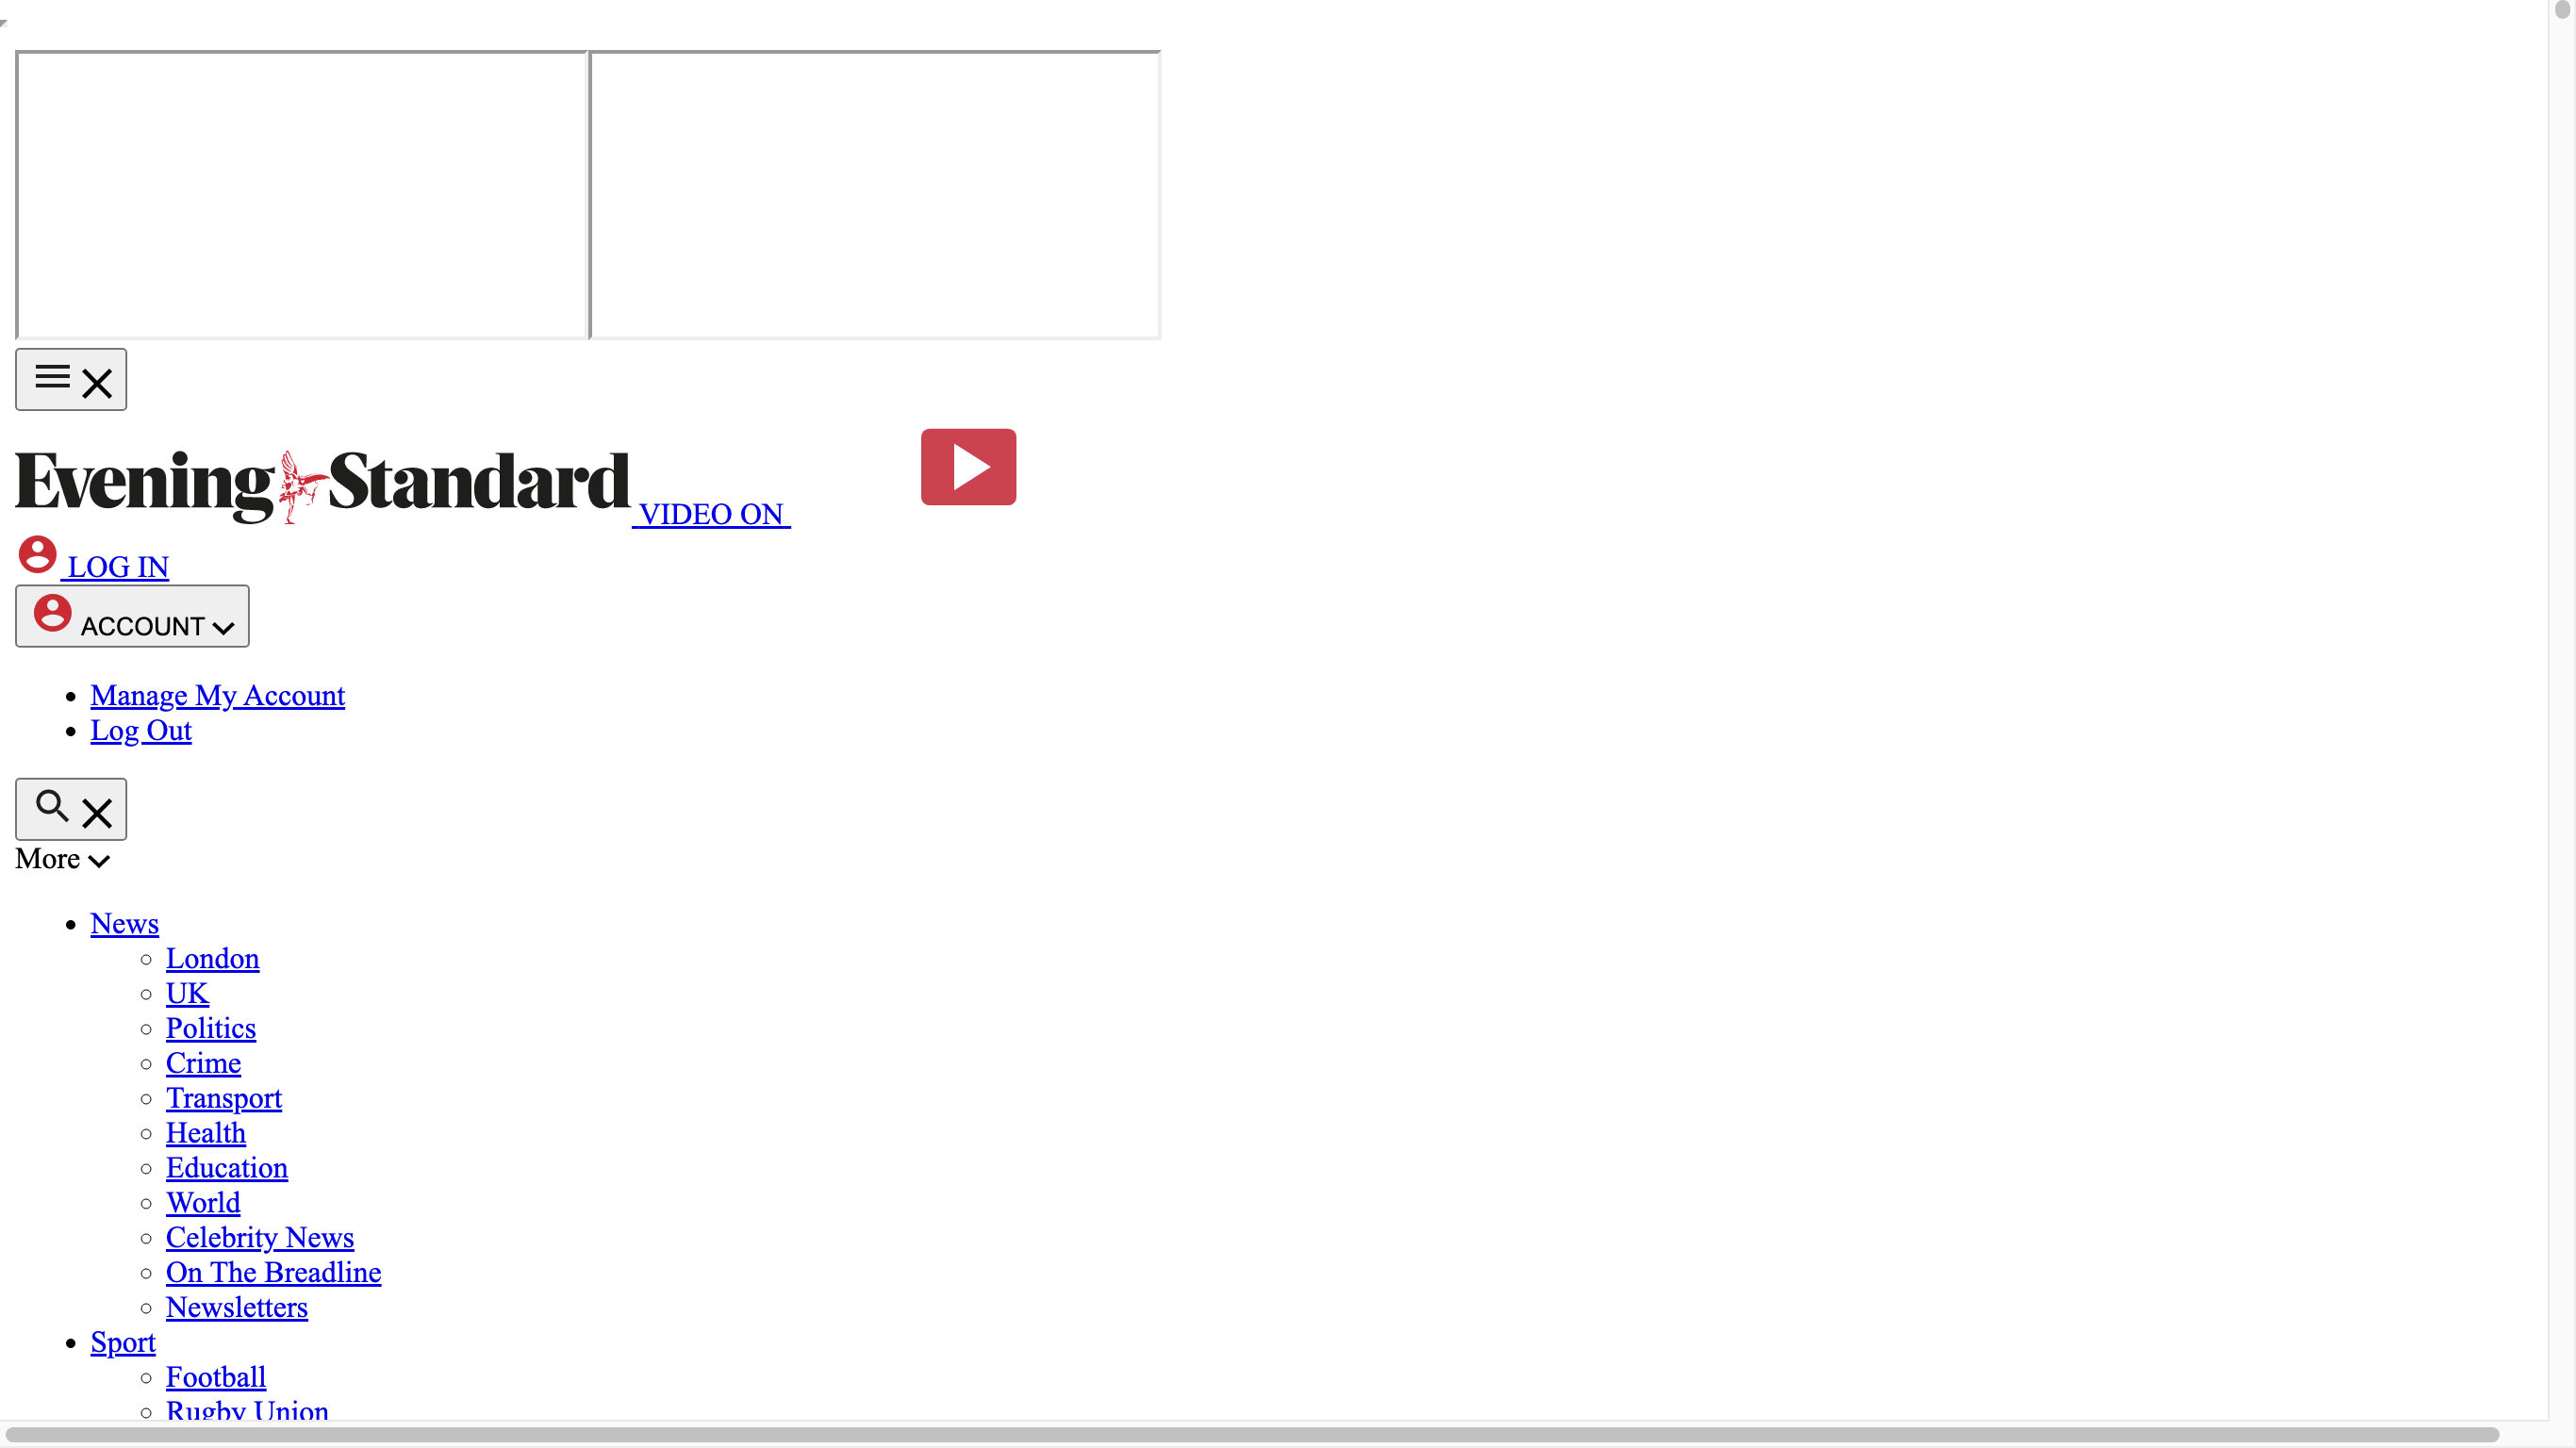 Evening Standard VIDEO ON
LOG IN
ACCOUNT
Manage My Account
Log Out
More
News
London
UK
Politics
Crime
Transport
Health
Education
World
Celebrity News
On The Breadline
Newsletters
Sport
Football
Rugby Union